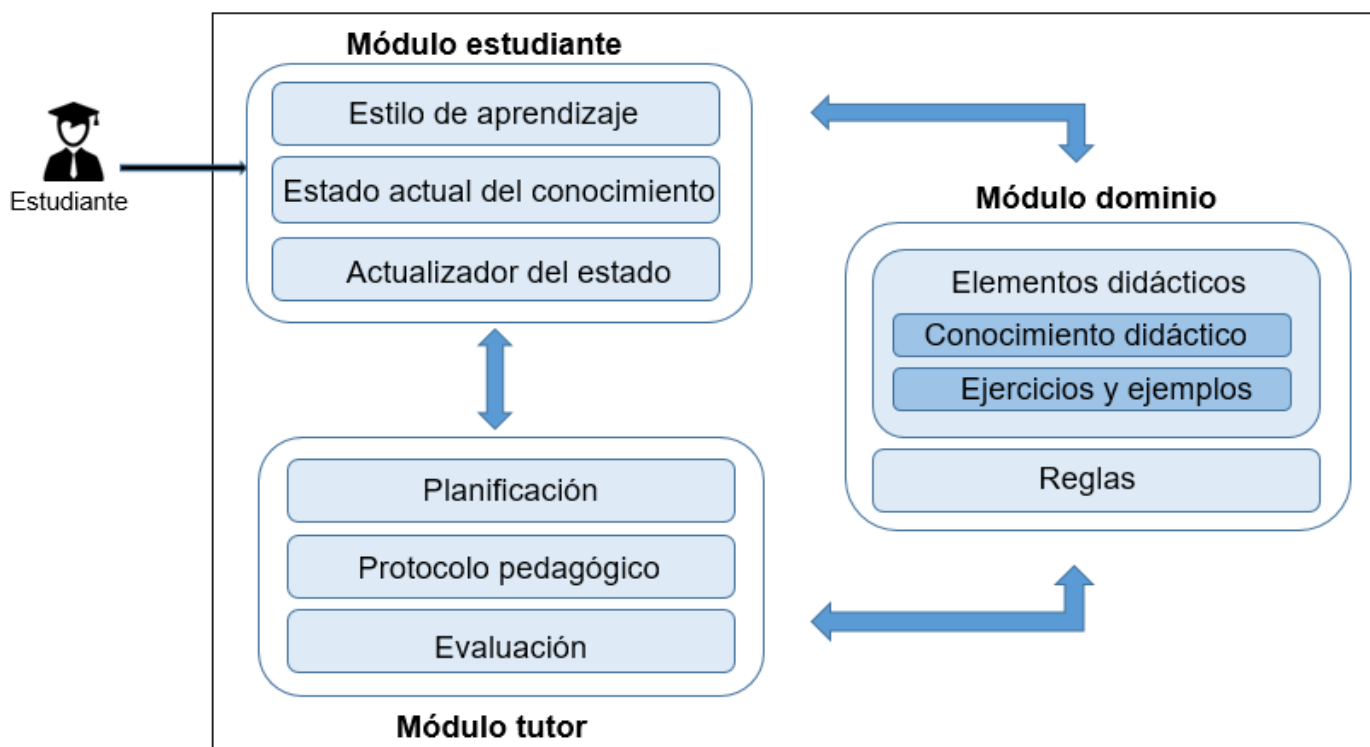 Módulo estudiante
Estilo de aprendizaje
Estado actual del conocimiento
Actualizador del estado
Estudiante
Módulo dominio
Elementos didácticos
Conocimiento didáctico
Ejercicios y ejemplos
Reglas
Planificación
Protocolo pedagógico
Evaluación
Módulo tutor